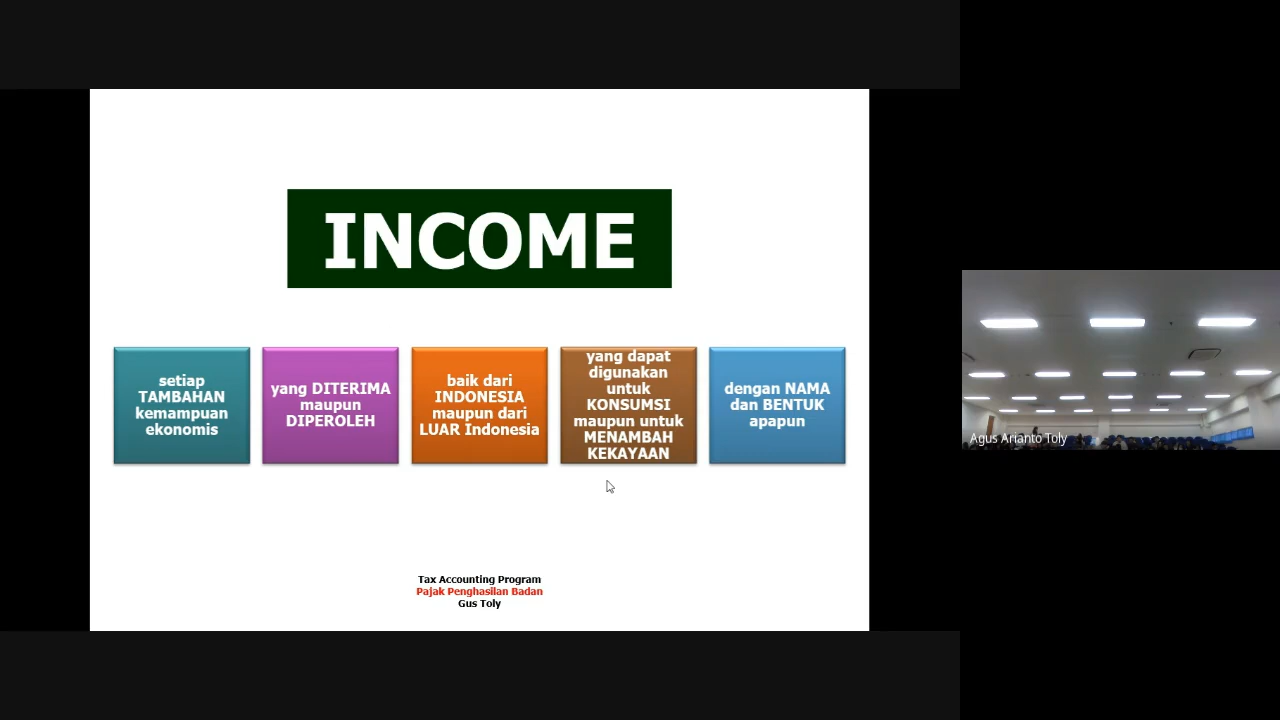 INCOME
setiap
TAMBAHAN
kemampuan
ekonomis
yang DITERIMA
maupun
DIPEROLEH
baik dari
INDONESIA
maupun dari
LUAR Indonesia
yang dapat
digunakan
untuk
KONSUMSI
maupun untuk
MENAMBAH
KEKAYAAN
dengan NAMA
dan BENTUK
apapun
Agus Arianto Toly
Tax Accounting Program
Pajak Penghasilan Badan
Gus Toly